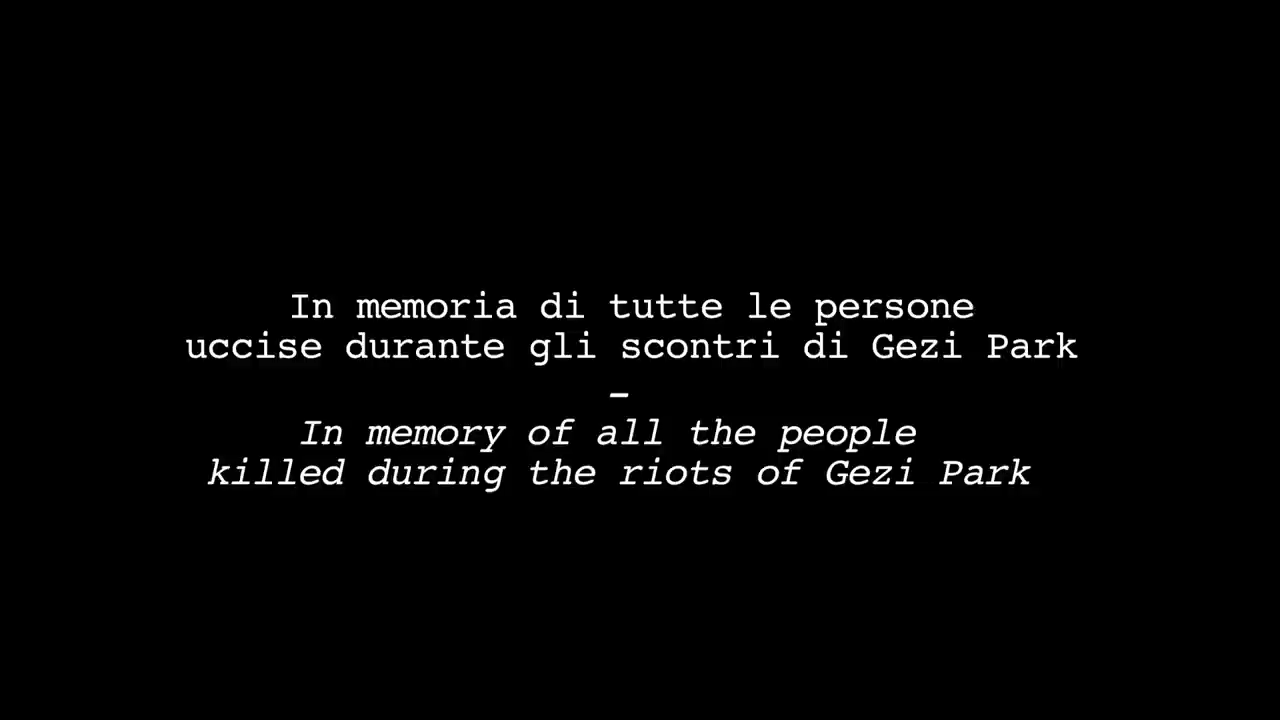 In memoria di tutte le persone
uccise durante gli scontri di Gezi Park
–
In memory of all the people
killed during the riots of Gezi Park